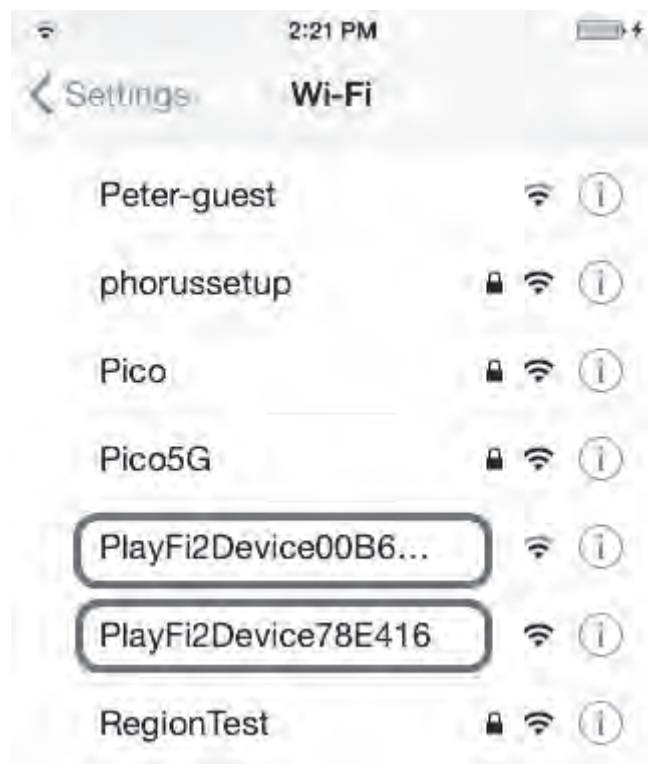 2:21 PM
Settings Wi-Fi
Peter-guest
phorussetup
Pico
Pico5G
PlayFi2Device00B6...
PlayFi2Device78E416
RegionTest